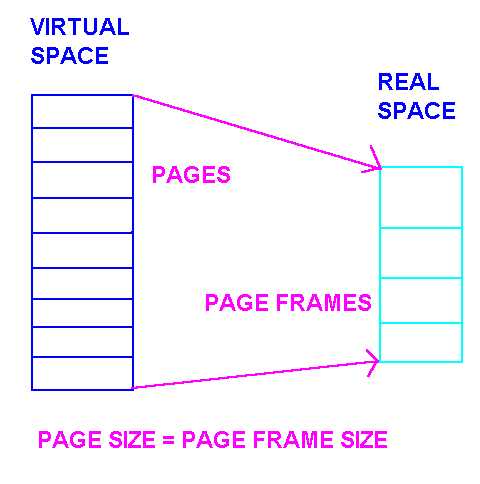 VIRTUAL
SPACE
REAL
SPACE
PAGES
PAGE FRAMES
PAGE SIZE = PAGE FRAME SIZE